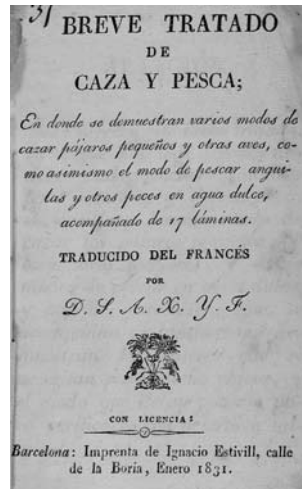 31
BREVE TRATADO
DE
CAZA Y PESCA;
En donde se demuestran varios modos de
cazar pájaros pequeños y otras aves, co-
mo asimismo el modo de pescar angui-
las y otros peces en agua dulce,
acompañado de 17 láminas.
TRADUCIDO DEL FRANCÉS
POR
D. S. A. X. Y. F.
CON LICENCIA:
Barcelona: Imprenta de Ignacio Estivill, calle
de la Boria, Enero 1831.